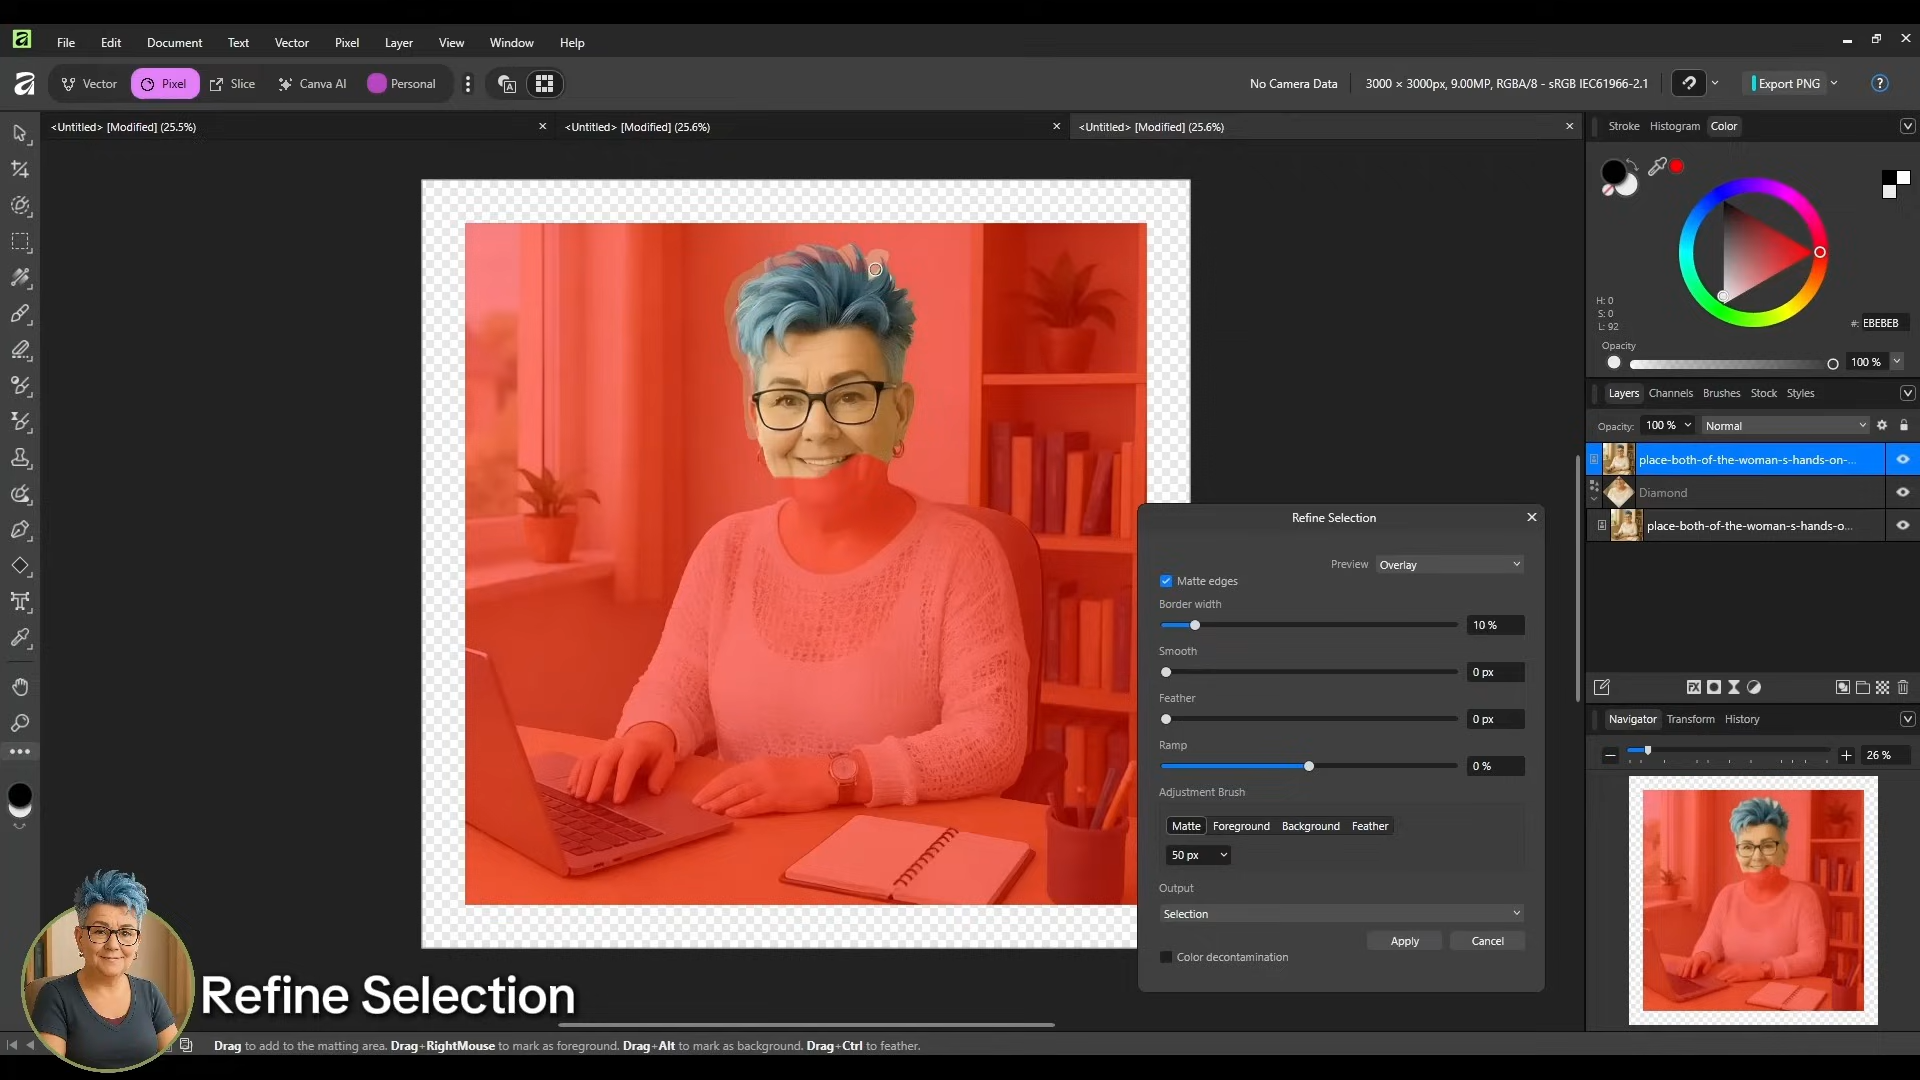 File Edit Document Text Vector Pixel Layer View Window Help
Vector Pixel Slice Canva AI Personal
No Camera Data 3000 × 3000px, 9.00MP, RGBA/8 - sRGB IEC61966-2.1 Export PNG
<Untitled> [Modified] (25.5%) <Untitled> [Modified] (25.6%) <Untitled> [Modified] (25.6%)
Stroke Histogram Color
H: 0
S: 0
L: 92
#: EBEBEB
Opacity
100 %
Layers Channels Brushes Stock Styles
Opacity: 100 % Normal
place-both-of-the-woman-s-hands-on-...
Diamond
place-both-of-the-woman-s-hands-o...
Navigator Transform History
26 %
Refine Selection
Preview Overlay
Matte edges
Border width
10 %
Smooth
0 px
Feather
0 px
Ramp
0 %
Adjustment Brush
Matte Foreground Background Feather
50 px
Output
Selection
Apply Cancel
Color decontamination
Refine Selection
Drag to add to the matting area. Drag+RightMouse to mark as foreground. Drag+Alt to mark as background. Drag+Ctrl to feather.